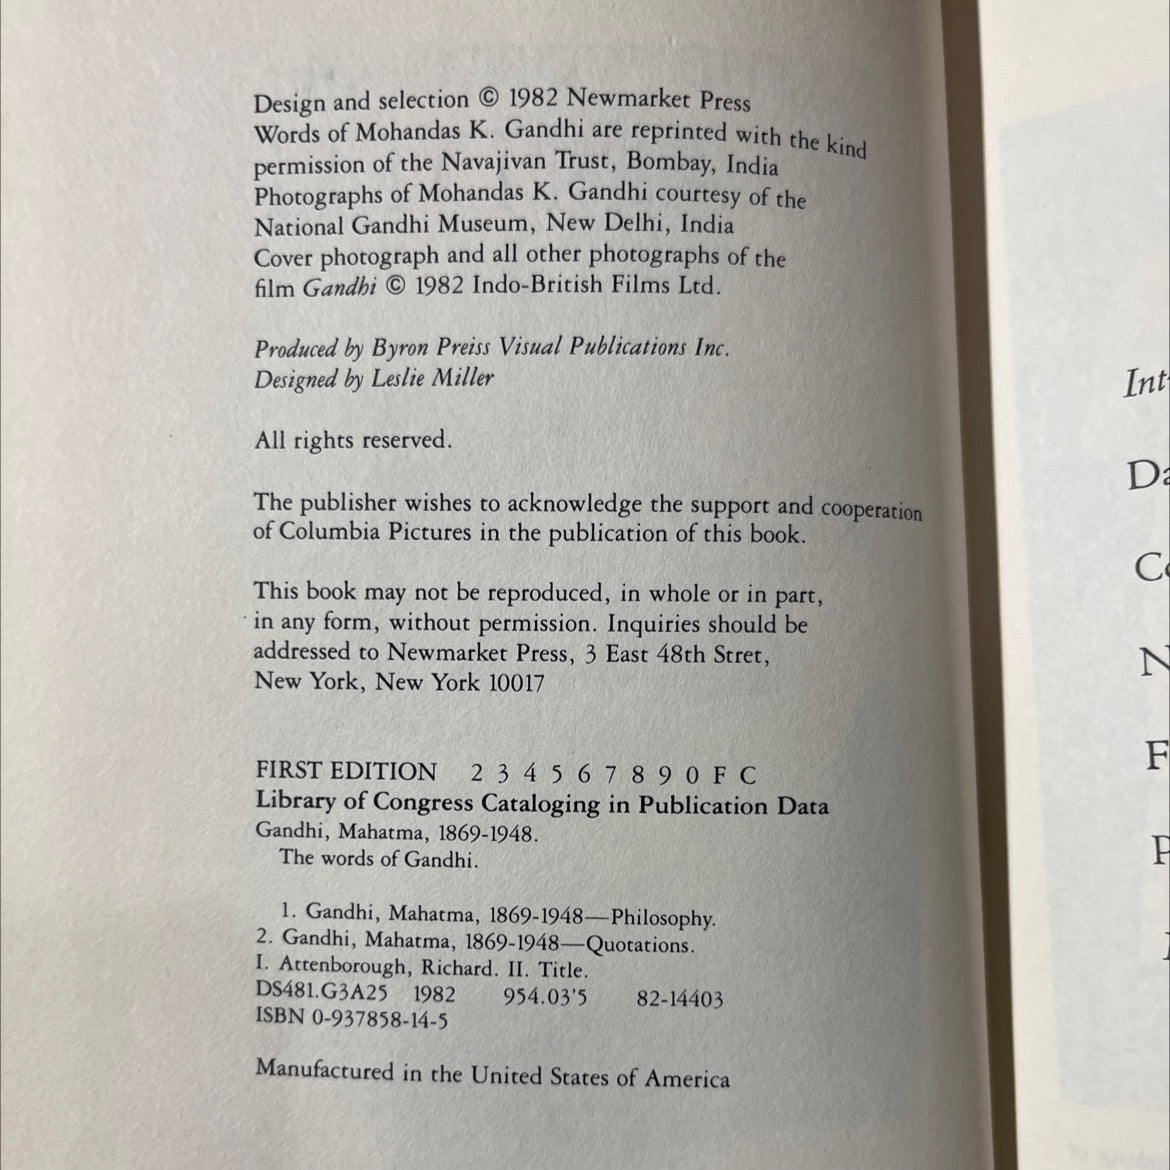 Design and selection © 1982 Newmarket Press
Words of Mohandas K. Gandhi are reprinted with the kind
permission of the Navajivan Trust, Bombay, India
Photographs of Mohandas K. Gandhi courtesy of the
National Gandhi Museum, New Delhi, India
Cover photograph and all other photographs of the
film Gandhi © 1982 Indo-British Films Ltd.
Produced by Byron Preiss Visual Publications Inc.
Designed by Leslie Miller
All rights reserved.
The publisher wishes to acknowledge the support and cooperation
of Columbia Pictures in the publication of this book.
This book may not be reproduced, in whole or in part,
in any form, without permission. Inquiries should be
addressed to Newmarket Press, 3 East 48th Stret,
New York, New York 10017
FIRST EDITION 2 3 4 5 6 7 8 9 0 F C
Library of Congress Cataloging in Publication Data
Gandhi, Mahatma, 1869-1948.
The words of Gandhi.
1. Gandhi, Mahatma, 1869-1948—Philosophy.
2. Gandhi, Mahatma, 1869-1948—Quotations.
I. Attenborough, Richard. II. Title.
DS481.G3A25 1982 954.03'5 82-14403
ISBN 0-937858-14-5
Manufactured in the United States of America